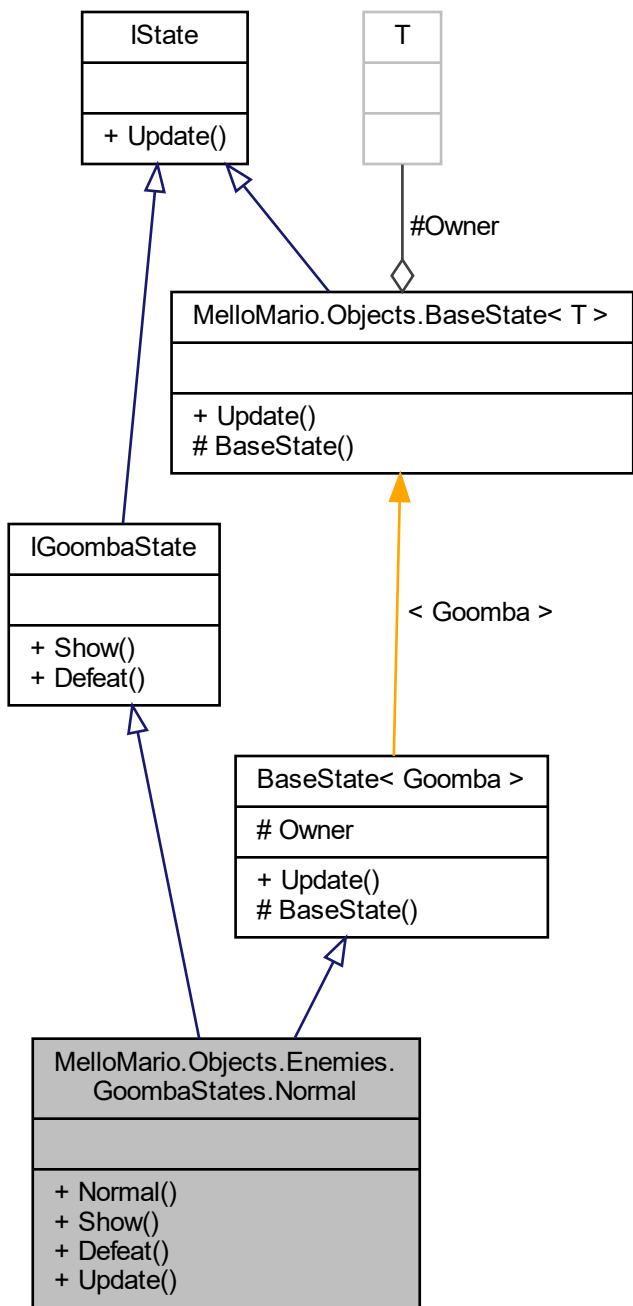 IState
+ Update()
T
#Owner
MelloMario.Objects.BaseState< T >
+ Update()
# BaseState()
IGoombaState
+ Show()
+ Defeat()
< Goomba >
BaseState< Goomba >
# Owner
+ Update()
# BaseState()
MelloMario.Objects.Enemies.
GoombaStates.Normal
+ Normal()
+ Show()
+ Defeat()
+ Update()